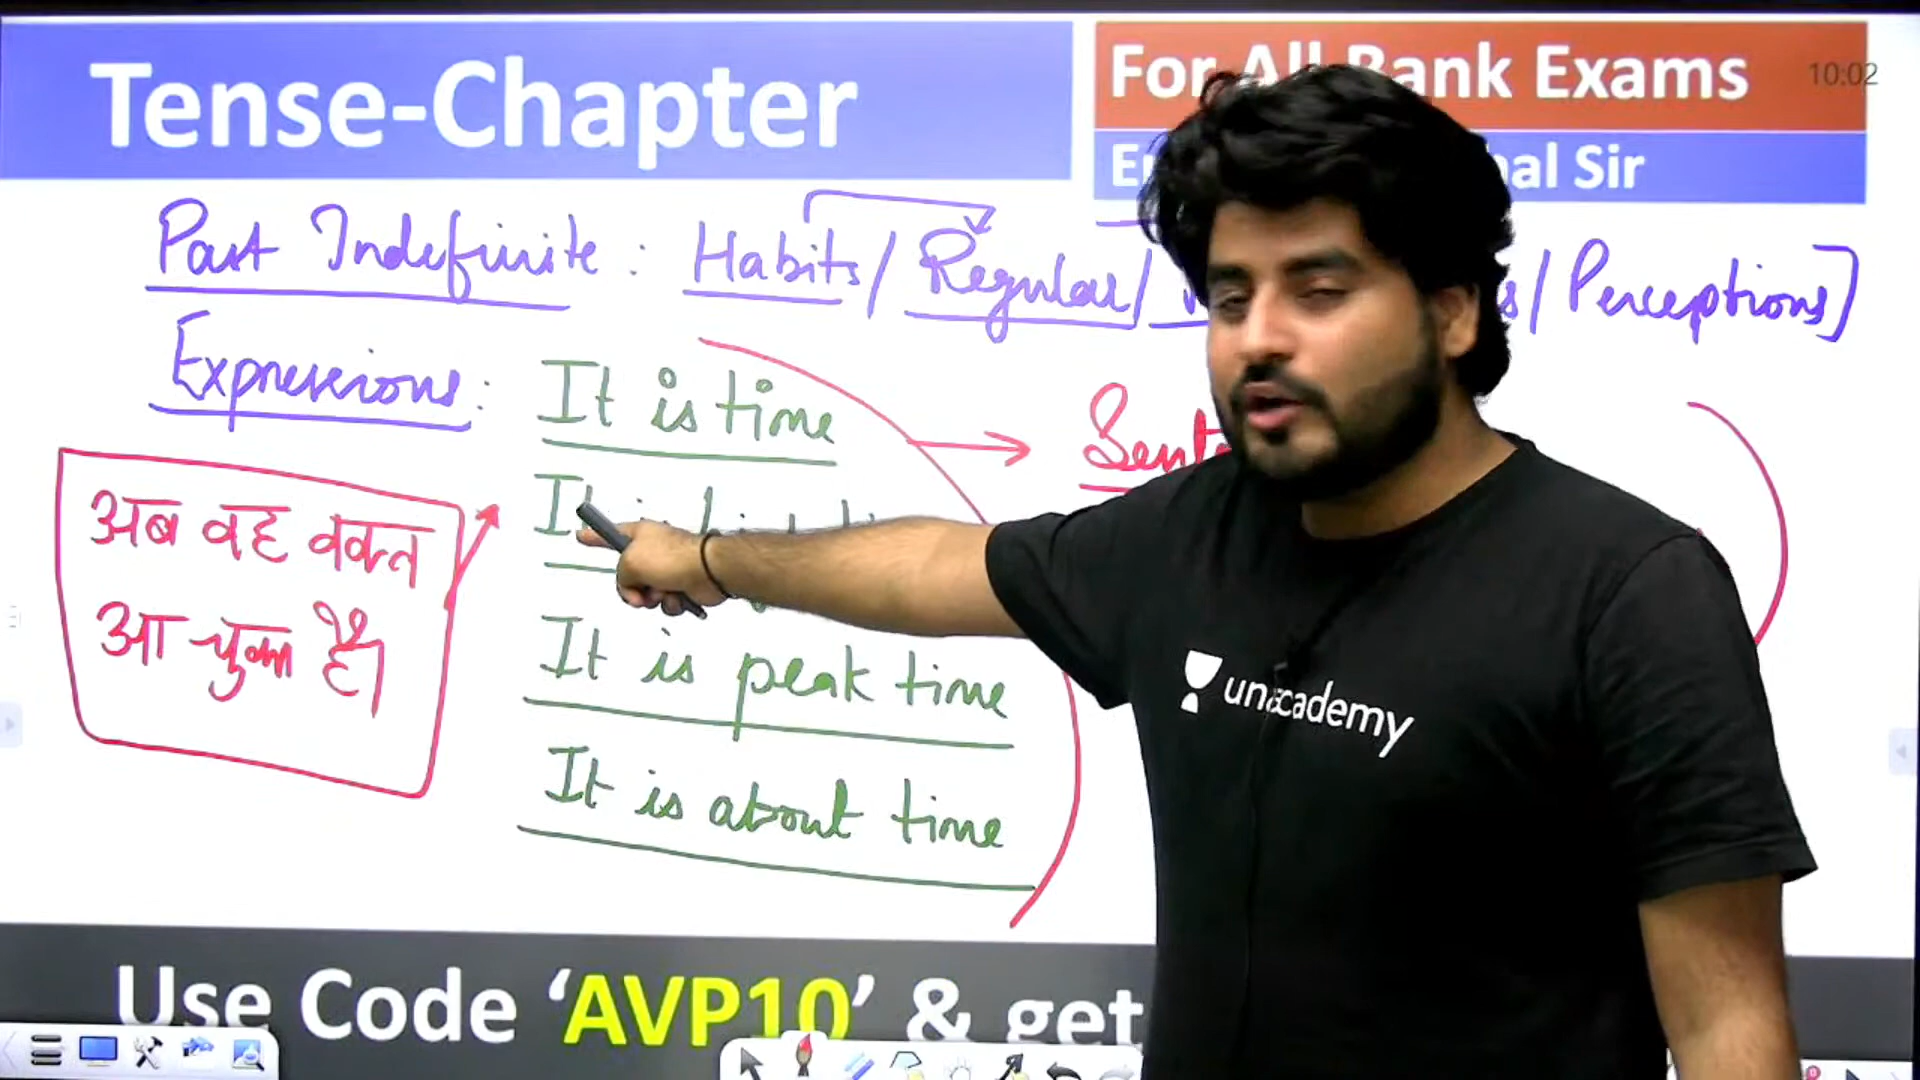 Tense-Chapter
For All Bank Exams
10:02
Sir
Past Indefinite : Habits / Regular / / Perceptions]
Expressions :
It is time
It
It is peak time
It is about time
अब वह वक्त
आ चुका है।
unacademy
Use Code ‘AVP10’ & get